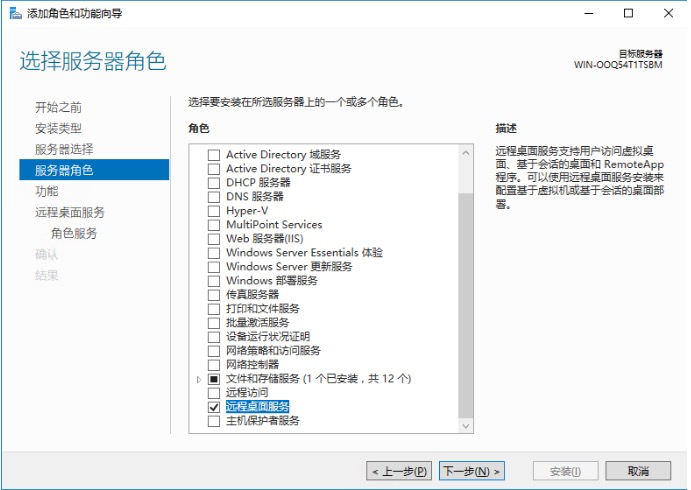 添加角色和功能向导
选择服务器角色
目标服务器
WIN-OOQ54T1TSBM
开始之前
安装类型
服务器选择
服务器角色
功能
远程桌面服务
角色服务
确认
结果
选择要安装在所选服务器上的一个或多个角色。
角色
Active Directory 域服务
Active Directory 证书服务
DHCP 服务器
DNS 服务器
Hyper-V
MultiPoint Services
Web 服务器(IIS)
Windows Server Essentials 体验
Windows Server 更新服务
Windows 部署服务
传真服务器
打印和文件服务
批量激活服务
设备运行状况证明
网络策略和访问服务
网络控制器
文件和存储服务 (1 个已安装，共 12 个)
远程访问
远程桌面服务
主机保护者服务
描述
远程桌面服务支持用户访问虚拟桌
面、基于会话的桌面和 RemoteApp
程序。可以使用远程桌面服务安装来
配置基于虚拟机或基于会话的桌面部
署。
< 上一步(P)
下一步(N) >
安装(I)
取消